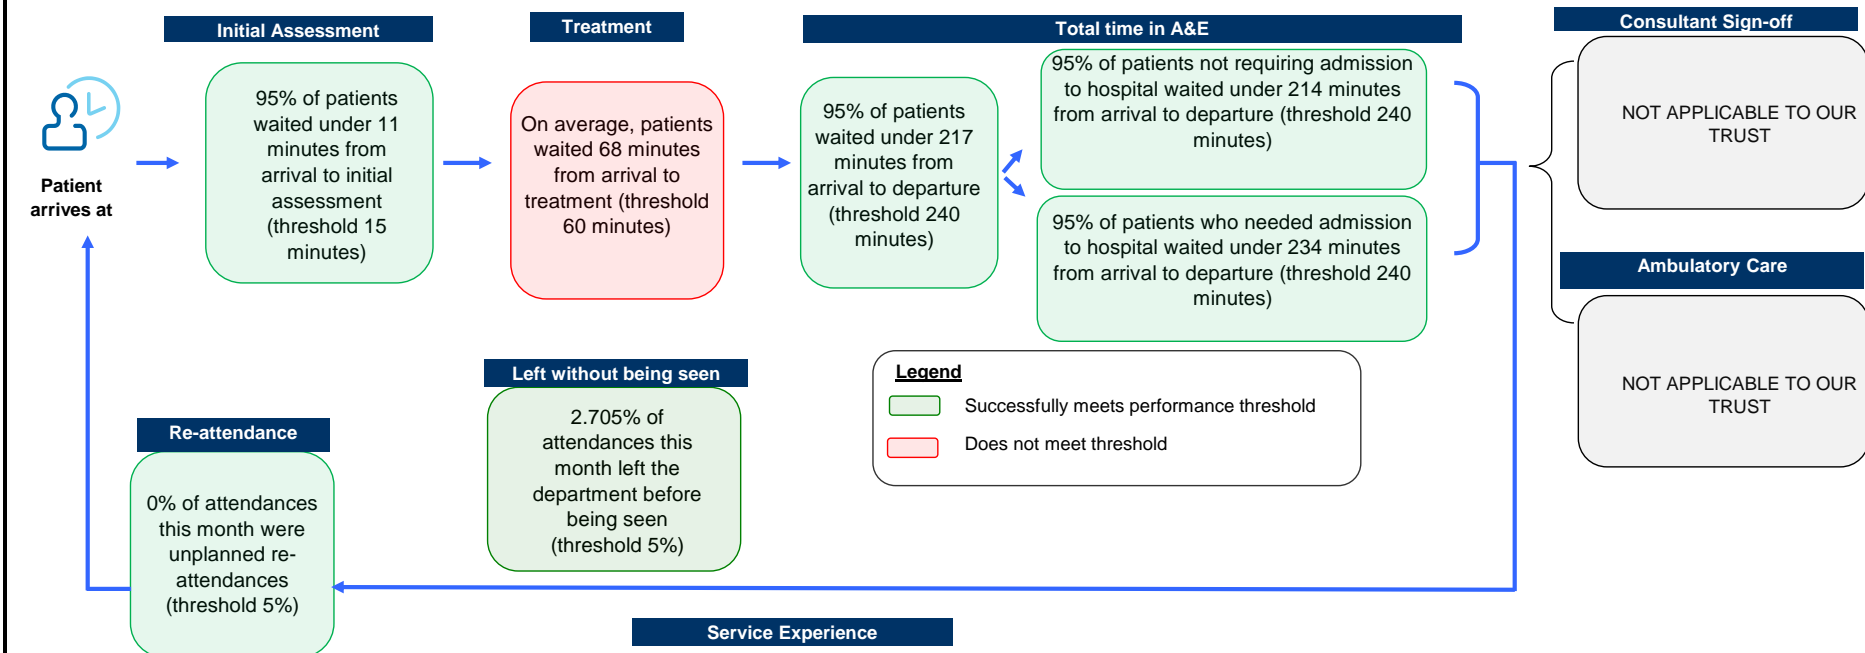 Initial Assessment
Treatment
Total time in A&E
Consultant Sign-off
Patient
arrives at
95% of patients
waited under 11
minutes from
arrival to initial
assessment
(threshold 15
minutes)
On average, patients
waited 68 minutes
from arrival to
treatment (threshold
60 minutes)
95% of patients
waited under 217
minutes from
arrival to departure
(threshold 240
minutes)
95% of patients not requiring admission
to hospital waited under 214 minutes
from arrival to departure (threshold 240
minutes)
95% of patients who needed admission
to hospital waited under 234 minutes
from arrival to departure (threshold 240
minutes)
NOT APPLICABLE TO OUR
TRUST
Ambulatory Care
NOT APPLICABLE TO OUR
TRUST
Left without being seen
2.705% of
attendances this
month left the
department before
being seen
(threshold 5%)
Legend
Successfully meets performance threshold
Does not meet threshold
Re-attendance
0% of attendances
this month were
unplanned re-
attendances
(threshold 5%)
Service Experience